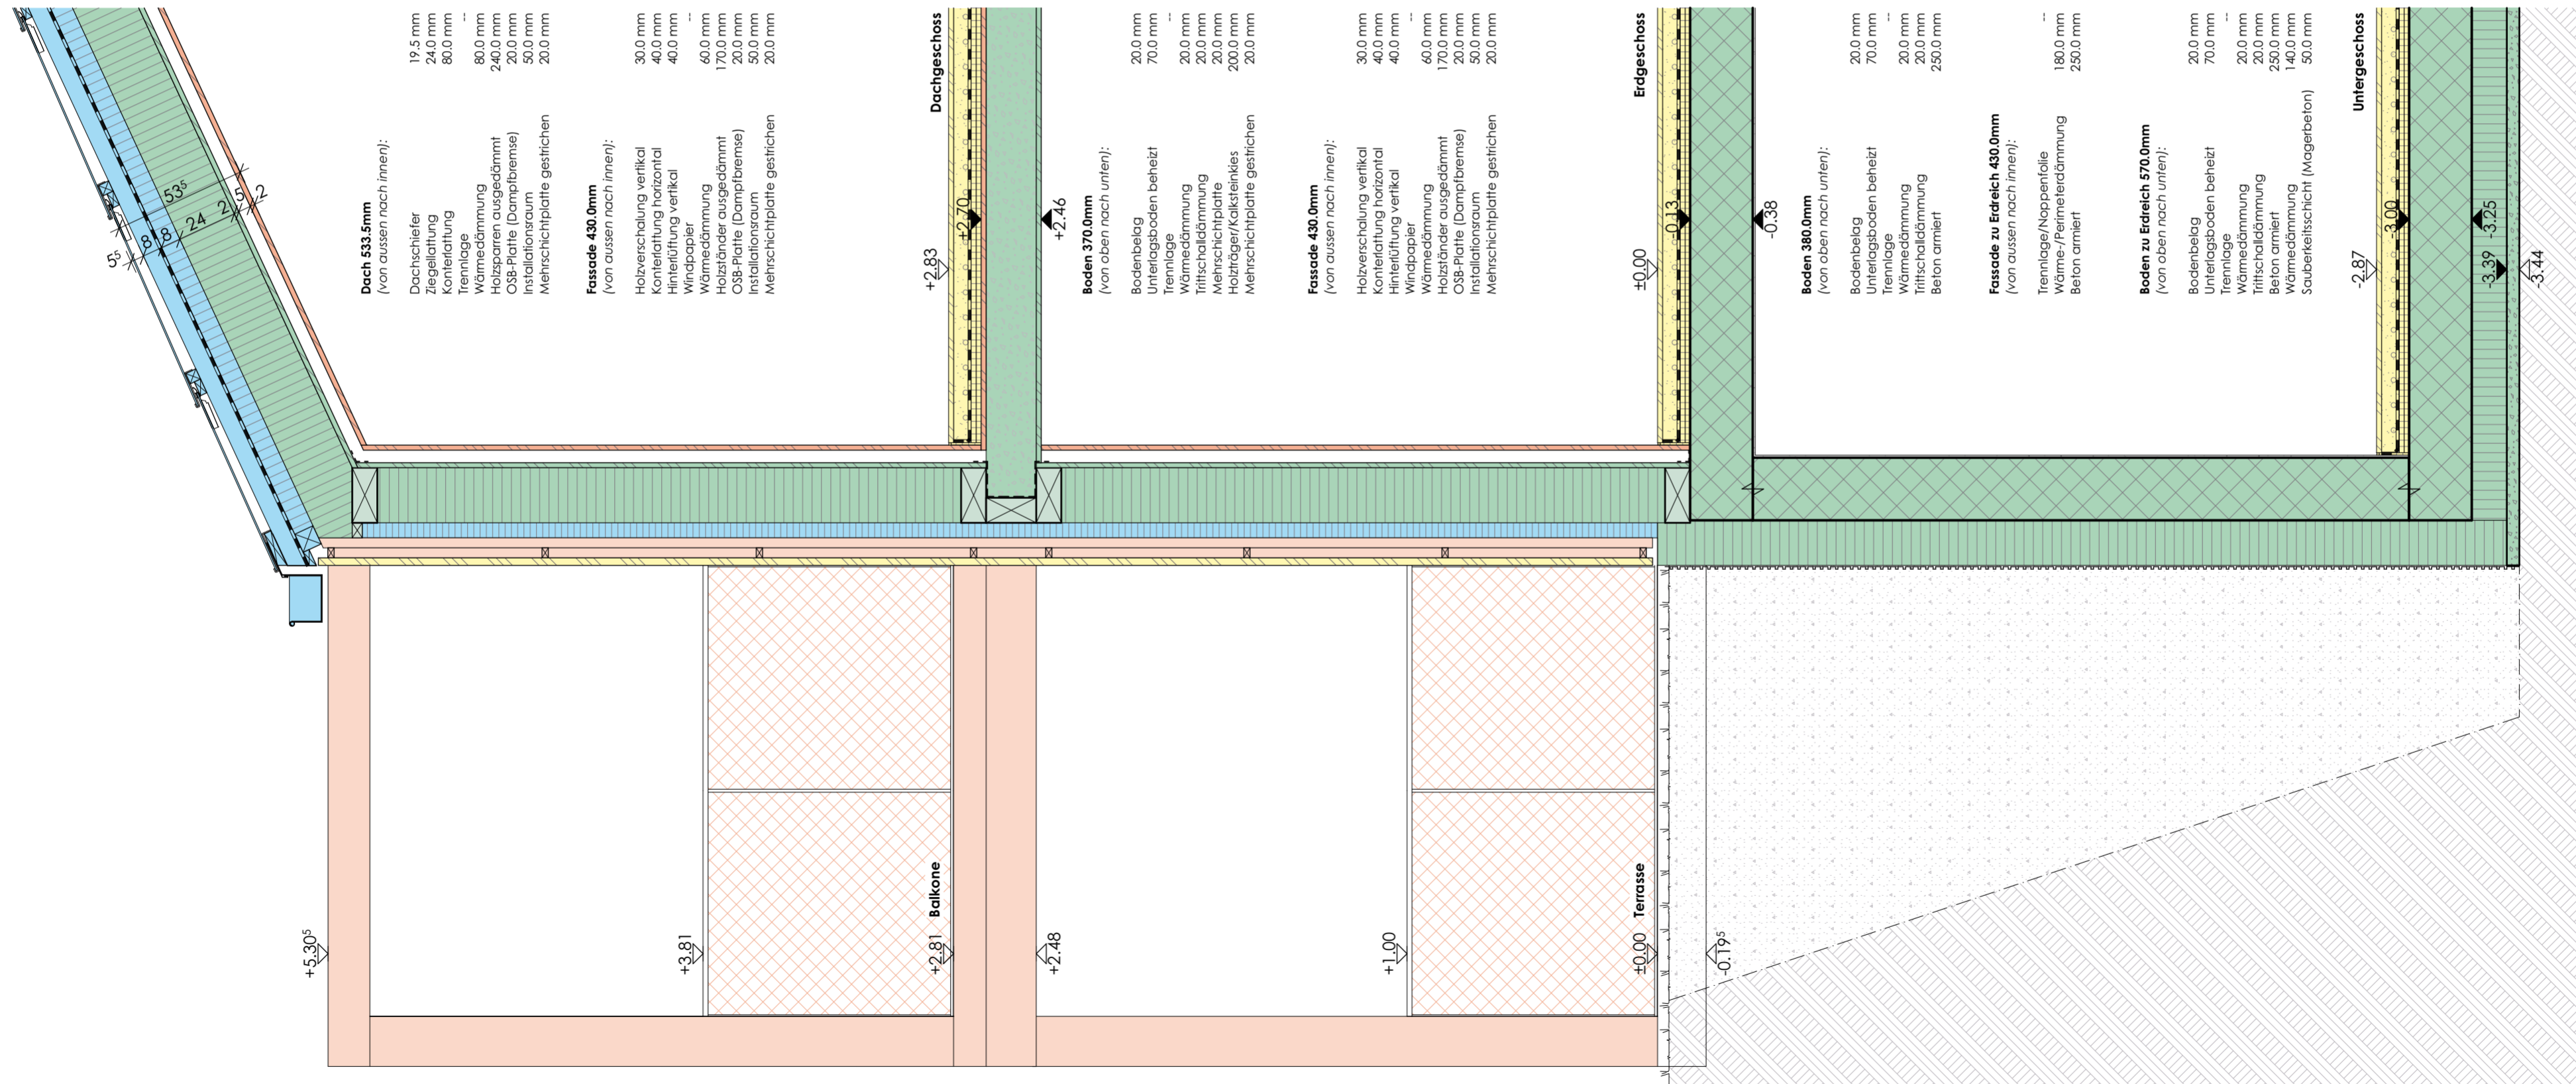 5⁵
8
8
24
2
5
2
53⁵
Dach 533.5mm
(von aussen nach innen):
Dachschiefer 19.5 mm
Ziegellattung 24.0 mm
Konterlattung 80.0 mm
Trennlage --
Wärmedämmung 80.0 mm
Holzsparren ausgedämmt 240.0 mm
OSB-Platte (Dampfbremse) 20.0 mm
Installationsraum 50.0 mm
Mehrschichtplatte gestrichen 20.0 mm
Fassade 430.0mm
(von aussen nach innen):
Holzverschalung vertikal 30.0 mm
Konterlattung horizontal 40.0 mm
Hinterlüftung vertikal 40.0 mm
Windpapier --
Wärmedämmung 60.0 mm
Holzständer ausgedämmt 170.0 mm
OSB-Platte (Dampfbremse) 20.0 mm
Installationsraum 50.0 mm
Mehrschichtplatte gestrichen 20.0 mm
+5.30⁵
+3.81
+2.81 Balkone
+2.83 Dachgeschoss
+2.70
+2.48
+2.46
Boden 370.0mm
(von oben nach unten):
Bodenbelag 20.0 mm
Unterlagsboden beheizt 70.0 mm
Trennlage --
Wärmedämmung 20.0 mm
Trittschalldämmung 20.0 mm
Mehrschichtplatte 20.0 mm
Holzträger/Kalksteinkies 200.0 mm
Mehrschichtplatte gestrichen 20.0 mm
Fassade 430.0mm
(von aussen nach innen):
Holzverschalung vertikal 30.0 mm
Konterlattung horizontal 40.0 mm
Hinterlüftung vertikal 40.0 mm
Windpapier --
Wärmedämmung 60.0 mm
Holzständer ausgedämmt 170.0 mm
OSB-Platte (Dampfbremse) 20.0 mm
Installationsraum 50.0 mm
Mehrschichtplatte gestrichen 20.0 mm
+1.00
±0.00 Terrasse
±0.00 Erdgeschoss
-0.13
-0.19⁵
-0.38
Boden 380.0mm
(von oben nach unten):
Bodenbelag 20.0 mm
Unterlagsboden beheizt 70.0 mm
Trennlage --
Wärmedämmung 20.0 mm
Trittschalldämmung 20.0 mm
Beton armiert 250.0 mm
Fassade zu Erdreich 430.0mm
(von aussen nach innen):
Trennlage/Noppenfolie --
Wärme-/Perimeterdämmung 180.0 mm
Beton armiert 250.0 mm
Boden zu Erdreich 570.0mm
(von oben nach unten):
Bodenbelag 20.0 mm
Unterlagsboden beheizt 70.0 mm
Trennlage --
Wärmedämmung 20.0 mm
Trittschalldämmung 20.0 mm
Beton armiert 250.0 mm
Wärmedämmung 140.0 mm
Sauberkeitsschicht (Magerbeton) 50.0 mm
-2.87 Untergeschoss
-3.00
-3.25
-3.39
-3.44